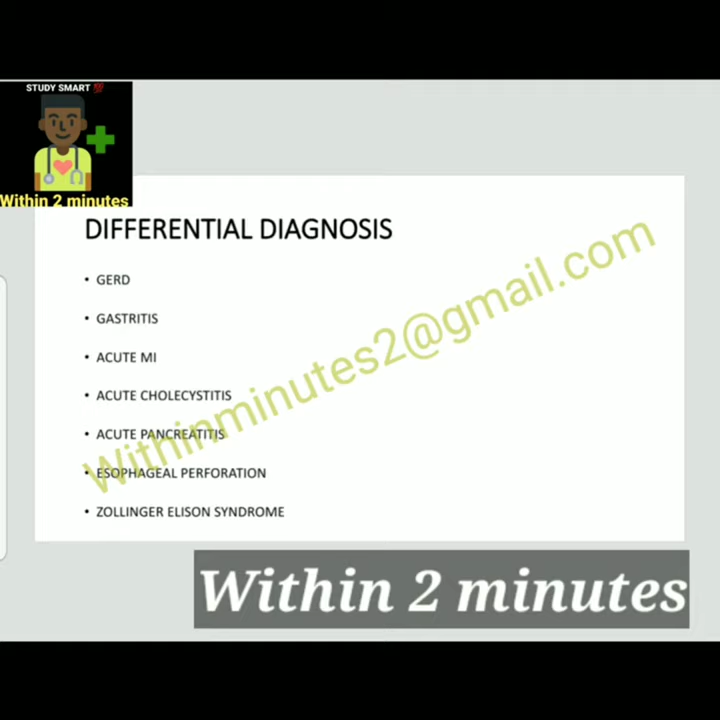 STUDY SMART 💯
Within 2 minutes
DIFFERENTIAL DIAGNOSIS
• GERD
• GASTRITIS
• ACUTE MI
• ACUTE CHOLECYSTITIS
• ACUTE PANCREATITIS
• ESOPHAGEAL PERFORATION
• ZOLLINGER ELISON SYNDROME
Withinminutes2@gmail.com
Within 2 minutes